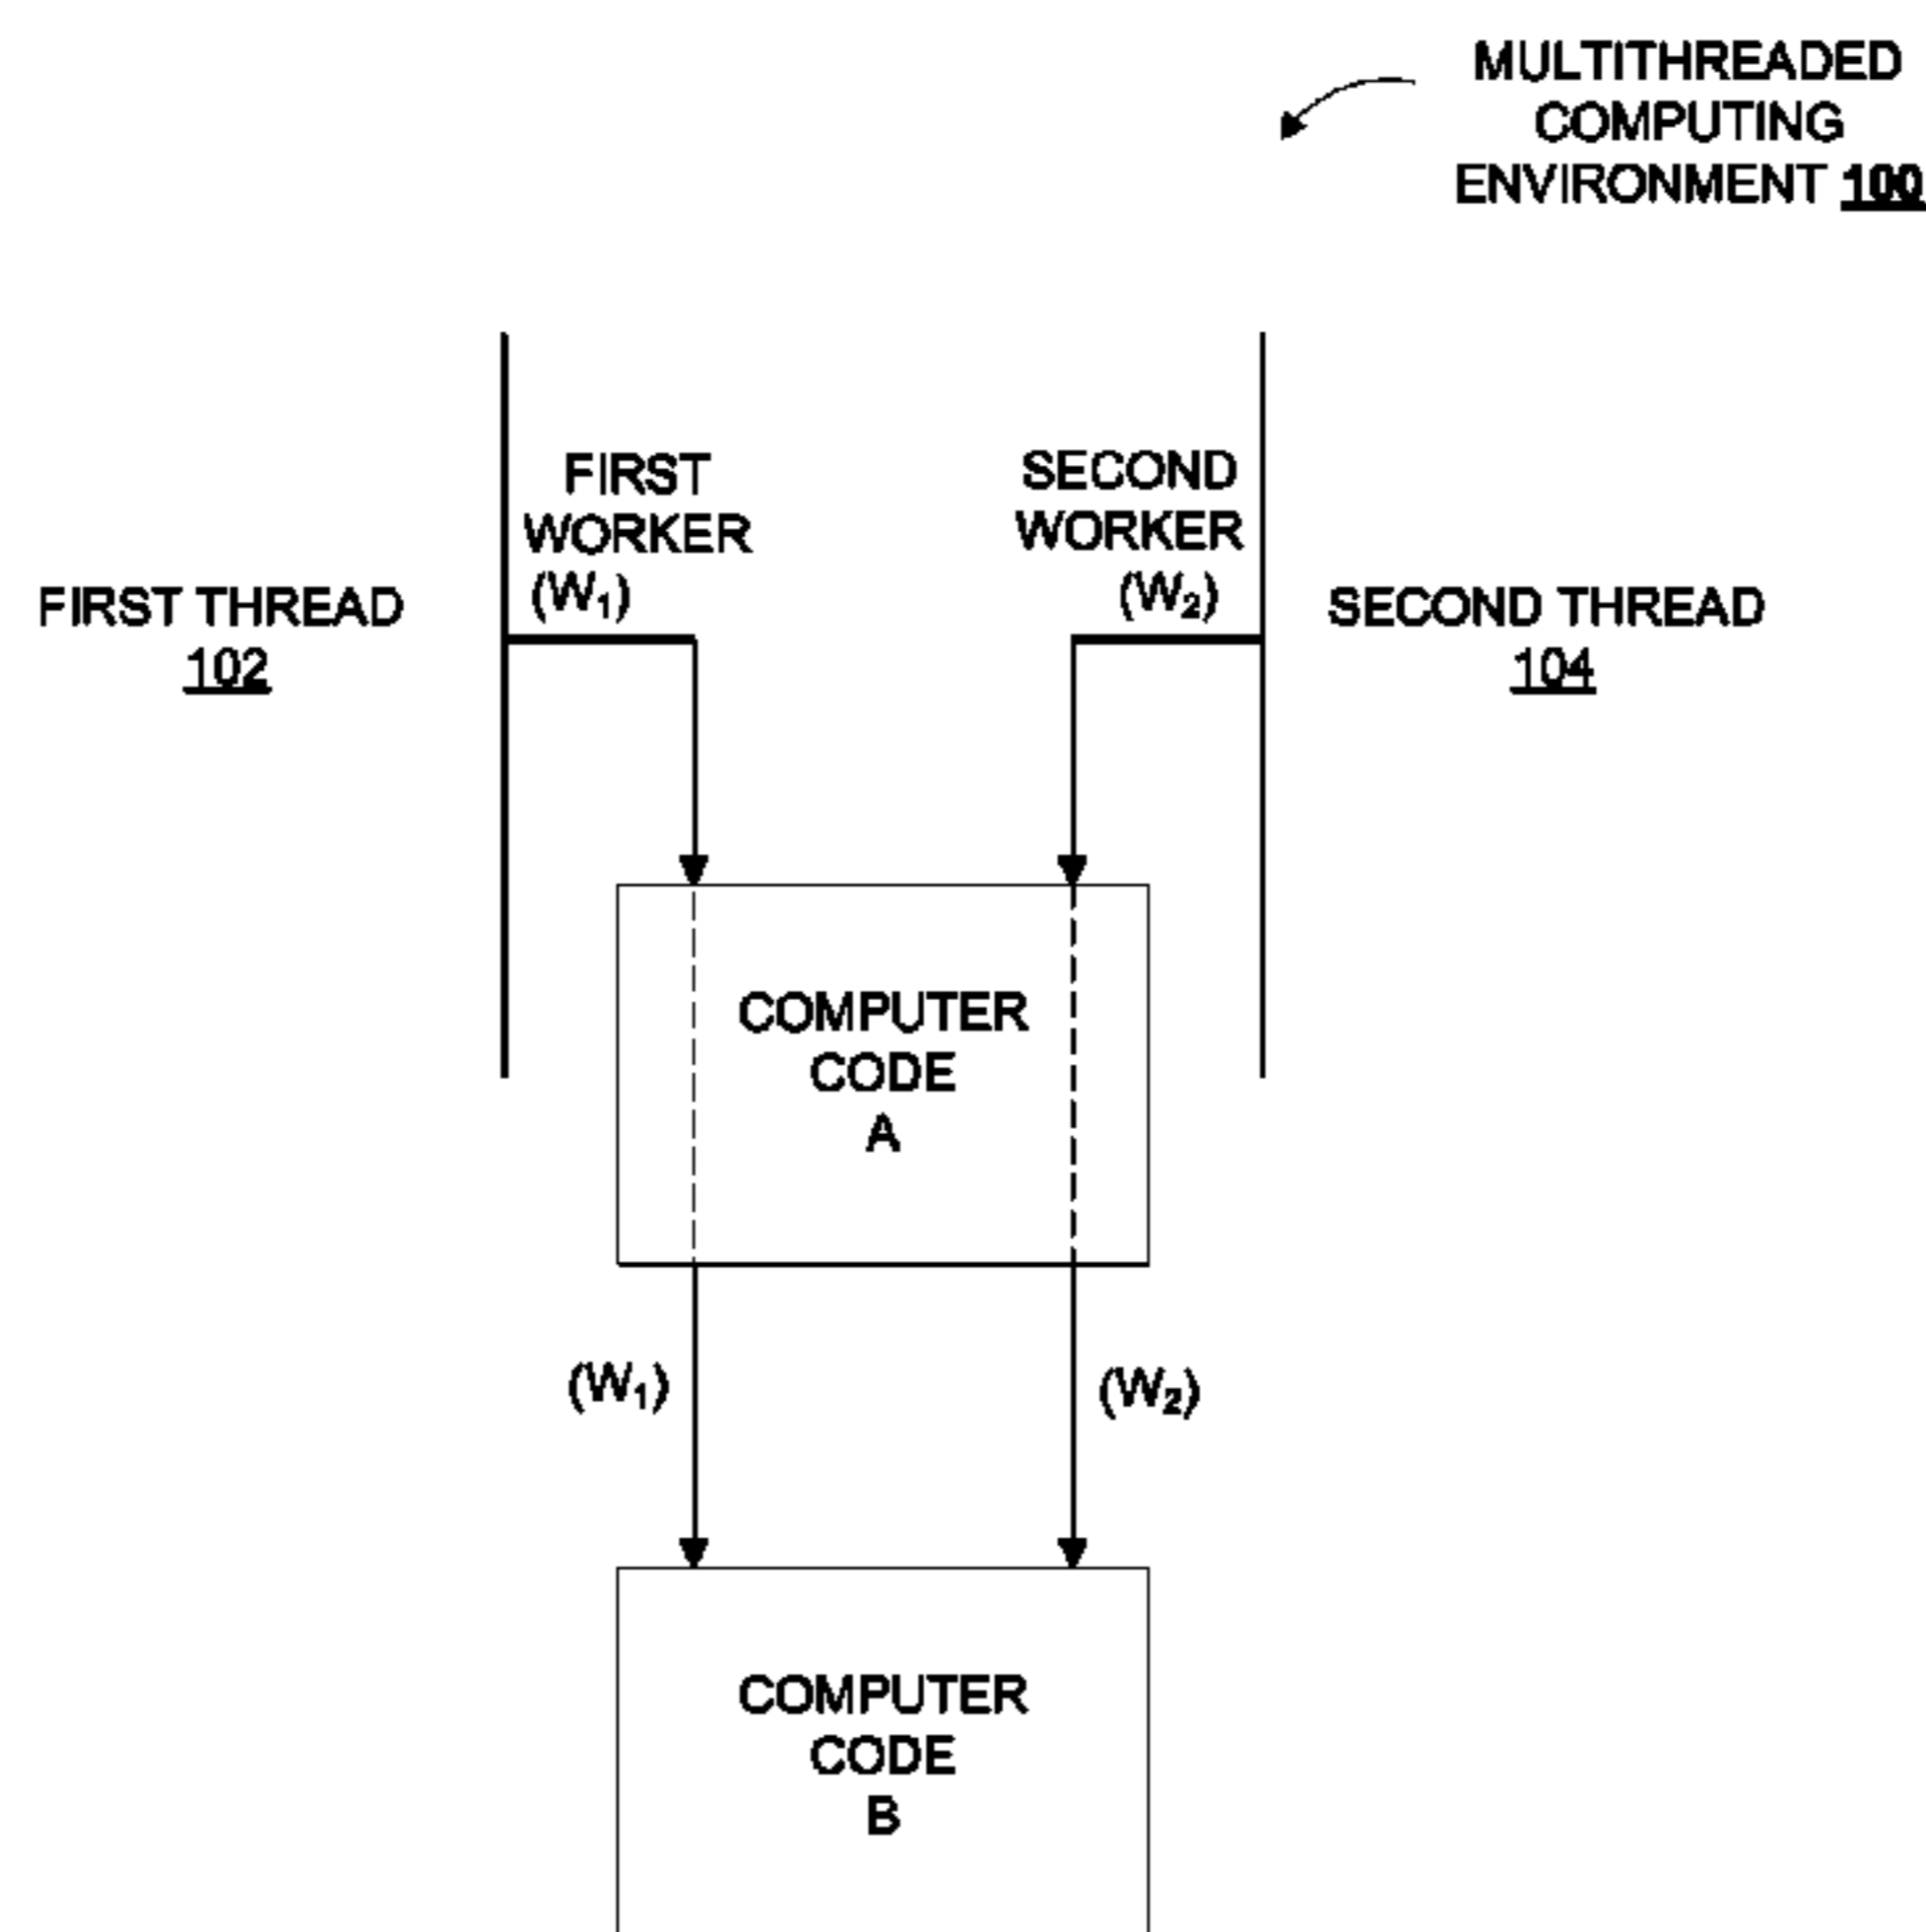 MULTITHREADED
COMPUTING
ENVIRONMENT 100
FIRST
WORKER
(W₁)
SECOND
WORKER
(W₂)
FIRST THREAD
102
SECOND THREAD
104
COMPUTER
CODE
A
(W₁)
(W₂)
COMPUTER
CODE
B